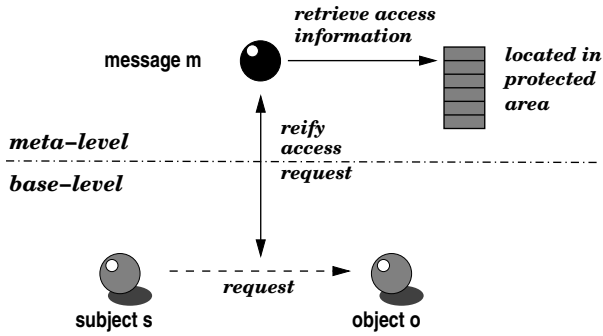 retrieve access
information
message m
located in
protected
area
meta-level
reify
access
base-level
request
request
subject s
object o